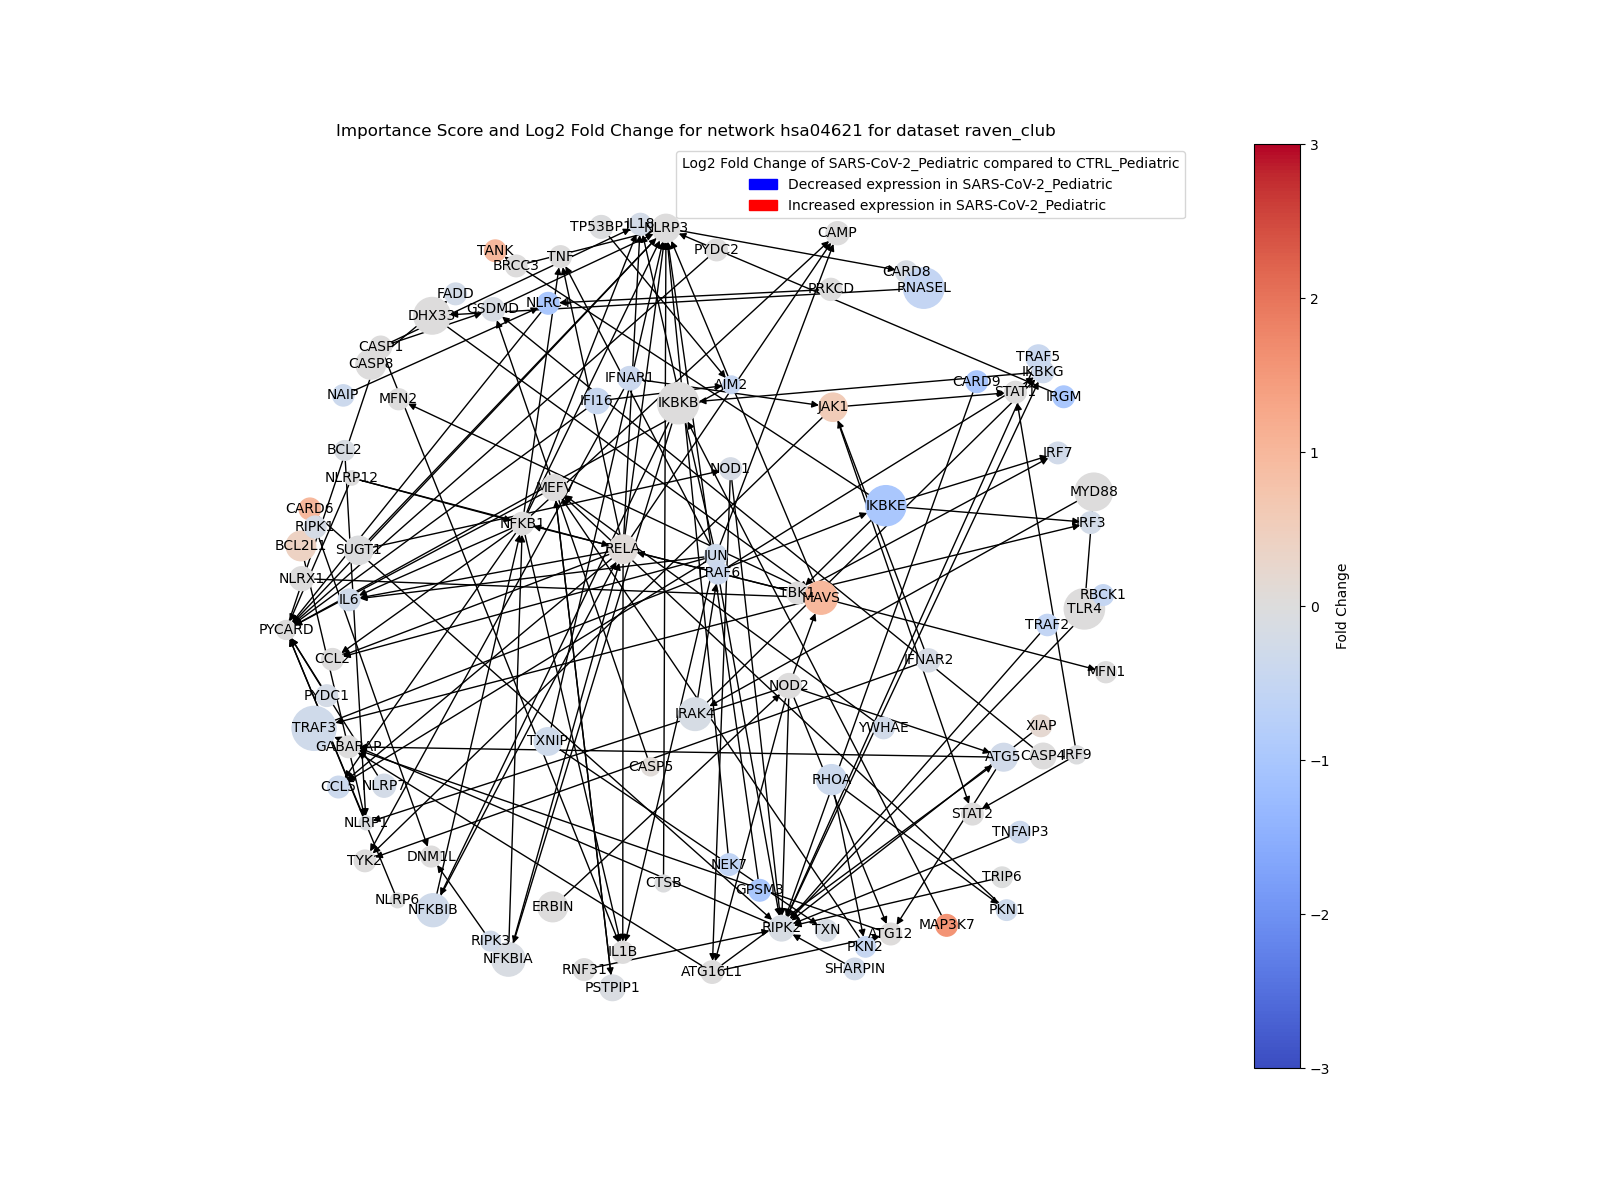 Importance Score and Log2 Fold Change for network hsa04621 for dataset raven_club
Log2 Fold Change of SARS-CoV-2_Pediatric compared to CTRL_Pediatric
Decreased expression in SARS-CoV-2_Pediatric
Increased expression in SARS-CoV-2_Pediatric
3
2
1
0
−1
−2
−3
Fold Change
TP53BP1
IL18
NLRP3
CAMP
TANK
BRCC3
TNF
PYDC2
CARD8
RNASEL
PRKCD
FADD
DHX33
GSDMD
NLRC
CASP1
CASP8
TRAF5
IKBKG
NAIP
MFN2
IFNAR1
IFI16
AIM2
IKBKB
JAK1
CARD9
STAT1
IRGM
BCL2
NLRP12
NOD1
IRF7
MEFV
MYD88
CARD6
RIPK1
BCL2L1
NFKB1
IKBKE
IRF3
SUGT1
RELA
JUN
TRAF6
NLRX1
IL6
TBK1
MAVS
RBCK1
TLR4
TRAF2
PYCARD
CCL2
IFNAR2
MFN1
PYDC1
NOD2
TRAF3
IRAK4
YWHAE
XIAP
GABARAP
TXNIP
ATG5
CASP4
IRF9
CASP5
RHOA
CCL5
NLRP7
NLRP1
STAT2
TNFAIP3
TYK2
DNM1L
NEK7
GPSM3
CTSB
TRIP6
NLRP6
NFKBIB
ERBIN
PKN1
RIPK3
NFKBIA
IL1B
RIPK2
TXN
ATG12
MAP3K7
PKN2
RNF31
ATG16L1
SHARPIN
PSTPIP1